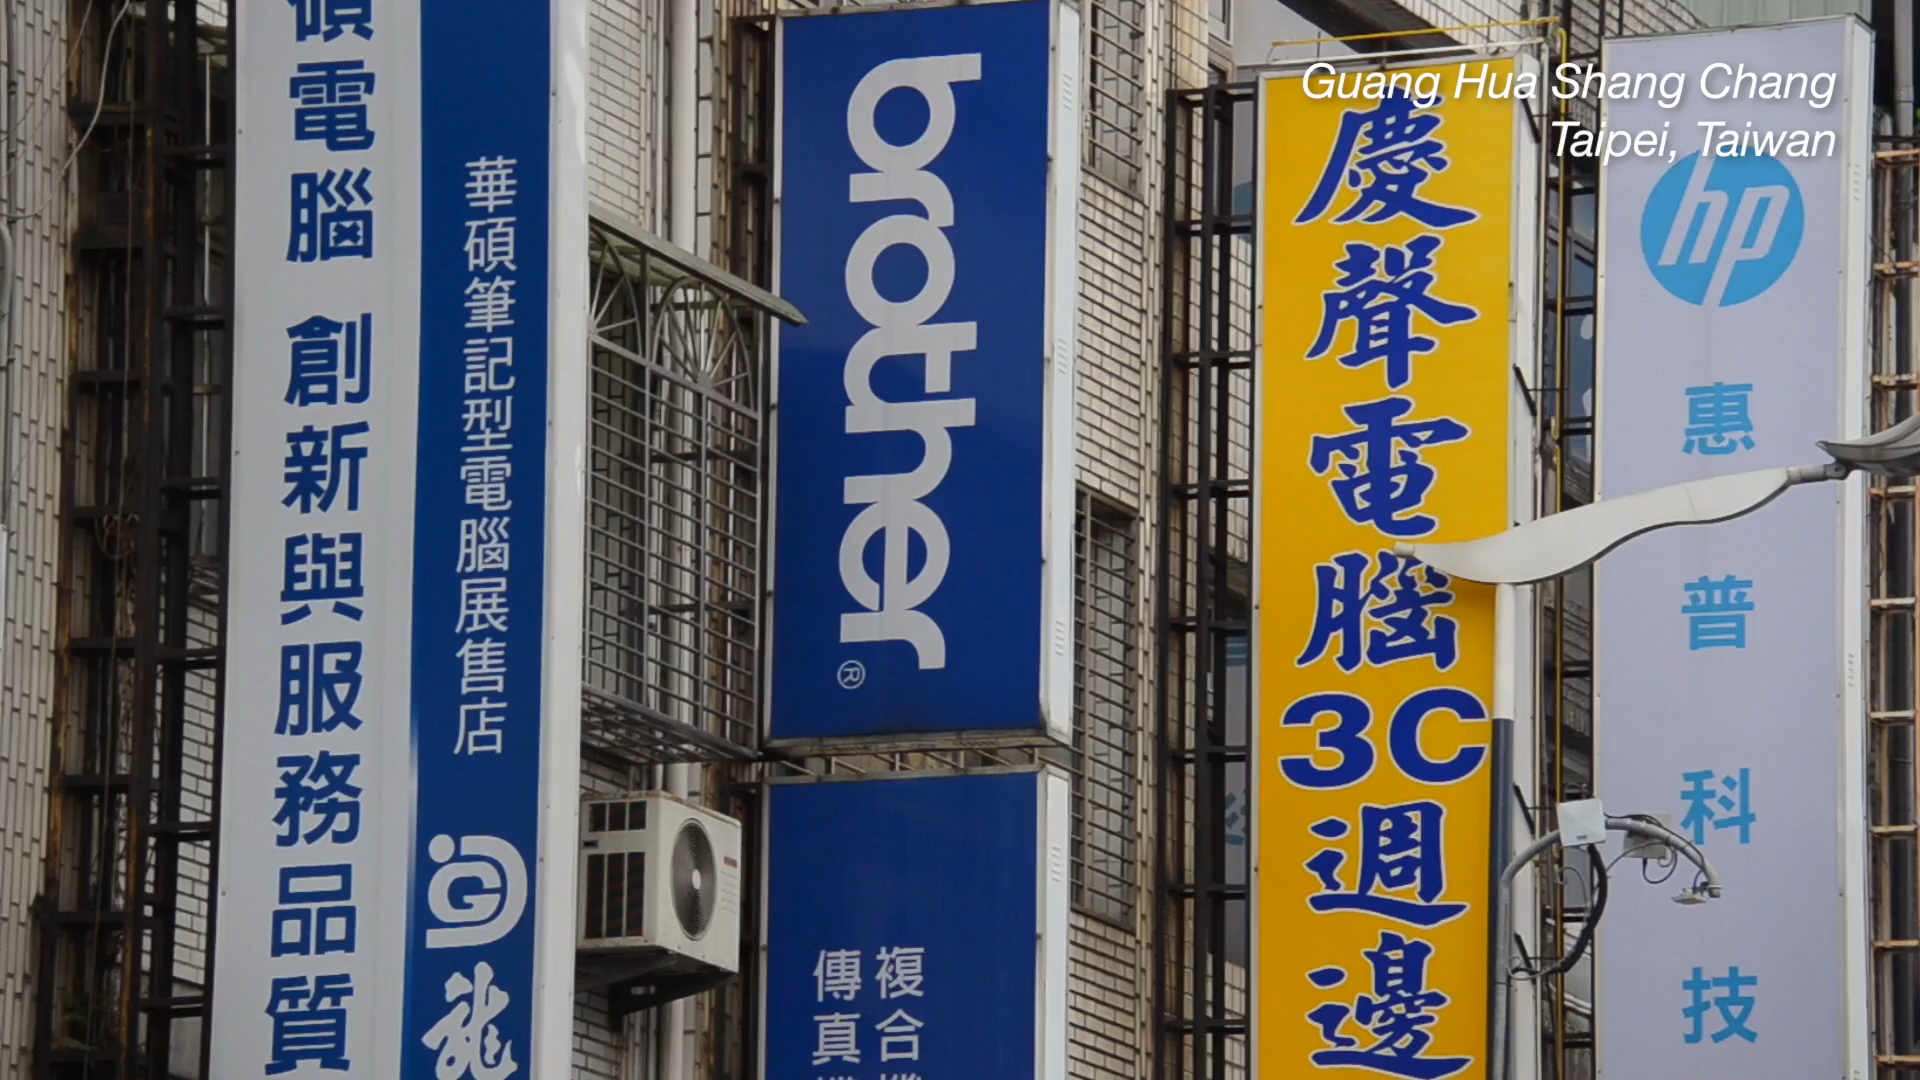 Guang Hua Shang Chang
Taipei, Taiwan
碩電腦 創新與服務品質
華碩筆記型電腦展售店
龍
brother
®
複合
傳真
慶聲電腦3C週邊
hp
惠普科技